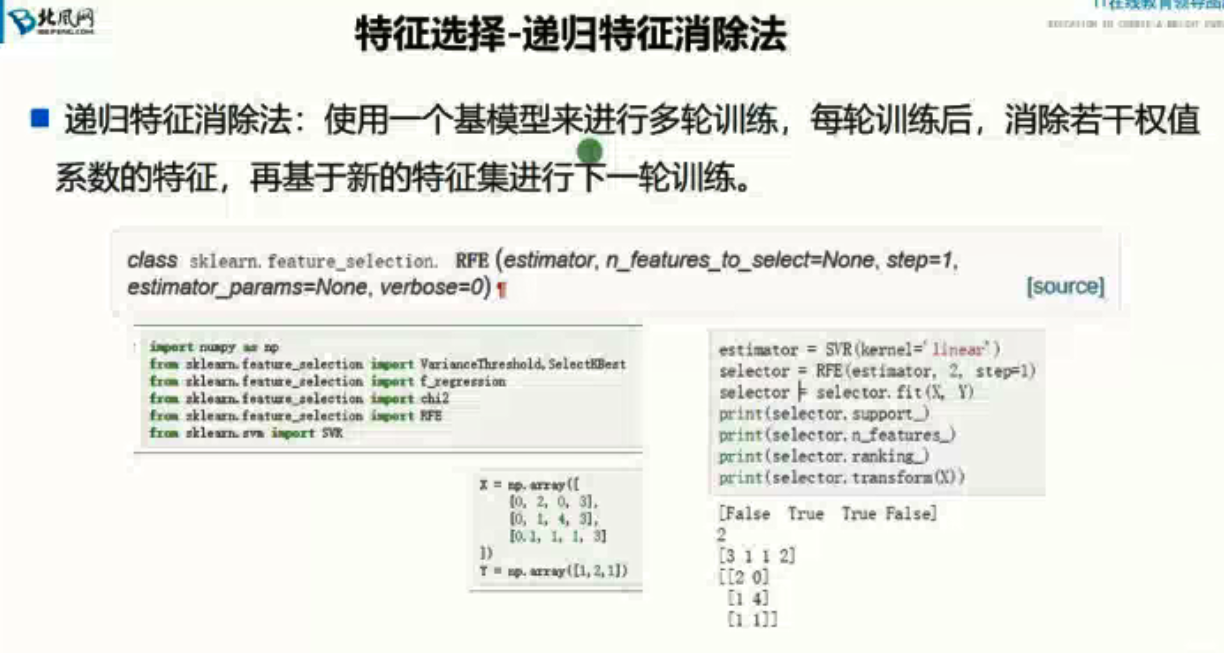 北风网
BEIFENG.COM
IT在线教育领导品
特征选择-递归特征消除法
递归特征消除法：使用一个基模型来进行多轮训练，每轮训练后，消除若干权值
系数的特征，再基于新的特征集进行下一轮训练。
class sklearn.feature_selection. RFE (estimator, n_features_to_select=None, step=1,
estimator_params=None, verbose=0) ¶
[source]
import numpy as np
from sklearn.feature_selection import VarianceThreshold,SelectKBest
from sklearn.feature_selection import f_regression
from sklearn.feature_selection import chi2
from sklearn.feature_selection import RFE
from sklearn.svm import SVR
X = np.array([
[0, 2, 0, 3],
[0, 1, 4, 3],
[0.1, 1, 1, 3]
])
Y = np.array([1,2,1])
estimator = SVR(kernel='linear')
selector = RFE(estimator, 2, step=1)
selector = selector.fit(X, Y)
print(selector.support_)
print(selector.n_features_)
print(selector.ranking_)
print(selector.transform(X))
[False True True False]
2
[3 1 1 2]
[[2 0]
[1 4]
[1 1]]